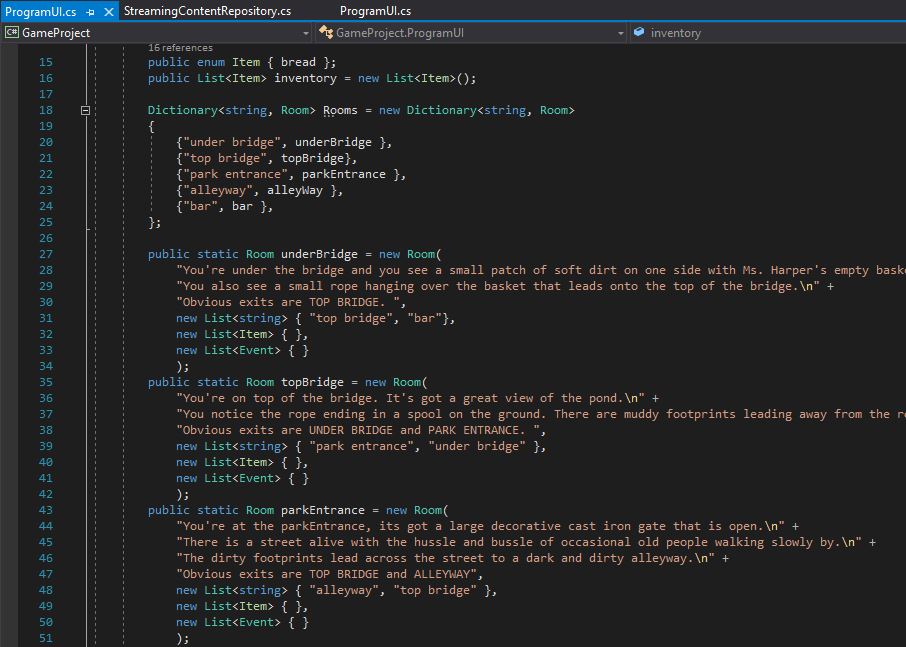 ProgramUI.cs StreamingContentRepository.cs ProgramUI.cs
C# GameProject GameProject.ProgramUI inventory
16 references
15 public enum Item { bread };
16 public List<Item> inventory = new List<Item>();
17
18 Dictionary<string, Room> Rooms = new Dictionary<string, Room>
19 {
20 {"under bridge", underBridge },
21 {"top bridge", topBridge},
22 {"park entrance", parkEntrance },
23 {"alleyway", alleyWay },
24 {"bar", bar },
25 };
26
27 public static Room underBridge = new Room(
28 "You're under the bridge and you see a small patch of soft dirt on one side with Ms. Harper's empty bask
29 "You also see a small rope hanging over the basket that leads onto the top of the bridge.\n" +
30 "Obvious exits are TOP BRIDGE. ",
31 new List<string> { "top bridge", "bar"},
32 new List<Item> { },
33 new List<Event> { }
34 );
35 public static Room topBridge = new Room(
36 "You're on top of the bridge. It's got a great view of the pond.\n" +
37 "You notice the rope ending in a spool on the ground. There are muddy footprints leading away from the
38 "Obvious exits are UNDER BRIDGE and PARK ENTRANCE. ",
39 new List<string> { "park entrance", "under bridge" },
40 new List<Item> { },
41 new List<Event> { }
42 );
43 public static Room parkEntrance = new Room(
44 "You're at the parkEntrance, its got a large decorative cast iron gate that is open.\n" +
45 "There is a street alive with the hussle and bussle of occasional old people walking slowly by.\n" +
46 "The dirty footprints lead across the street to a dark and dirty alleyway.\n" +
47 "Obvious exits are TOP BRIDGE and ALLEYWAY",
48 new List<string> { "alleyway", "top bridge" },
49 new List<Item> { },
50 new List<Event> { }
51 );